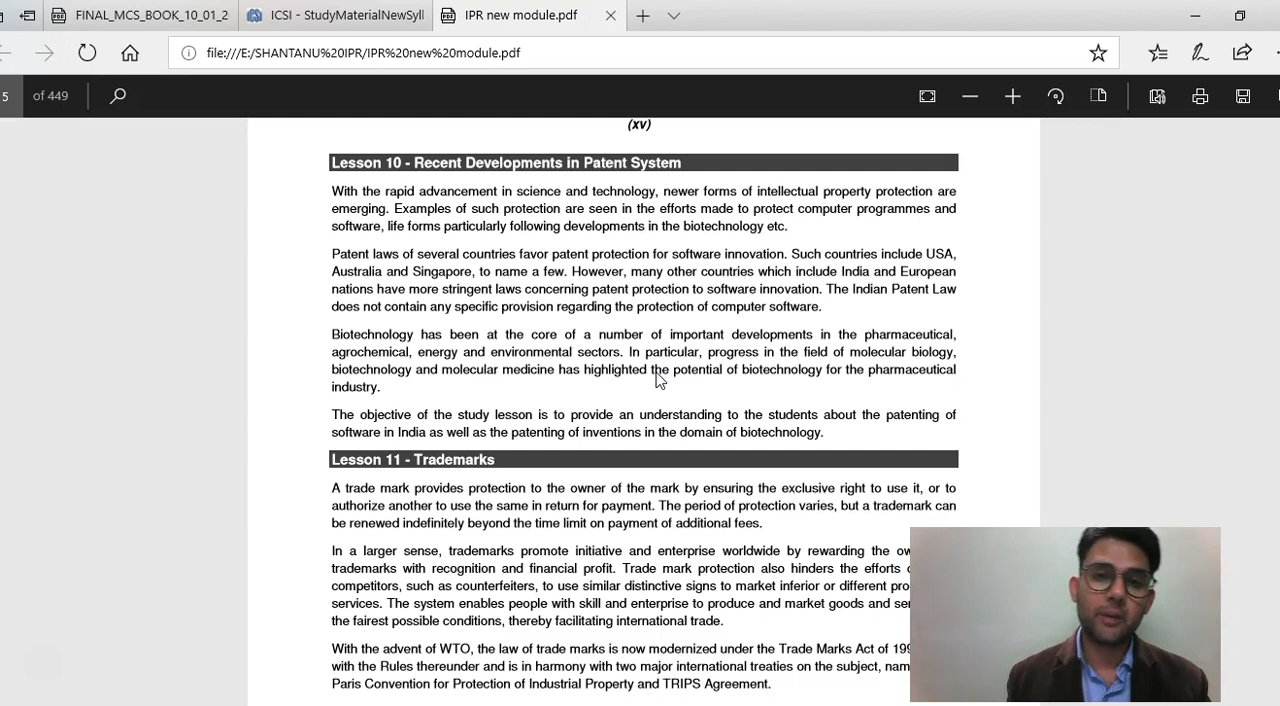 FINAL_MCS_BOOK_10_01_2
ICSI - StudyMaterialNewSyll
IPR new module.pdf
file:///E:/SHANTANU%20IPR/IPR%20new%20module.pdf
5 of 449
(xv)
Lesson 10 - Recent Developments in Patent System
With the rapid advancement in science and technology, newer forms of intellectual property protection are
emerging. Examples of such protection are seen in the efforts made to protect computer programmes and
software, life forms particularly following developments in the biotechnology etc.
Patent laws of several countries favor patent protection for software innovation. Such countries include USA,
Australia and Singapore, to name a few. However, many other countries which include India and European
nations have more stringent laws concerning patent protection to software innovation. The Indian Patent Law
does not contain any specific provision regarding the protection of computer software.
Biotechnology has been at the core of a number of important developments in the pharmaceutical,
agrochemical, energy and environmental sectors. In particular, progress in the field of molecular biology,
biotechnology and molecular medicine has highlighted the potential of biotechnology for the pharmaceutical
industry.
The objective of the study lesson is to provide an understanding to the students about the patenting of
software in India as well as the patenting of inventions in the domain of biotechnology.
Lesson 11 - Trademarks
A trade mark provides protection to the owner of the mark by ensuring the exclusive right to use it, or to
authorize another to use the same in return for payment. The period of protection varies, but a trademark can
be renewed indefinitely beyond the time limit on payment of additional fees.
In a larger sense, trademarks promote initiative and enterprise worldwide by rewarding the
trademarks with recognition and financial profit. Trade mark protection also hinders the efforts
competitors, such as counterfeiters, to use similar distinctive signs to market inferior or different
services. The system enables people with skill and enterprise to produce and market goods and
the fairest possible conditions, thereby facilitating international trade.
With the advent of WTO, the law of trade marks is now modernized under the Trade Marks Act of
with the Rules thereunder and is in harmony with two major international treaties on the subject,
Paris Convention for Protection of Industrial Property and TRIPS Agreement.